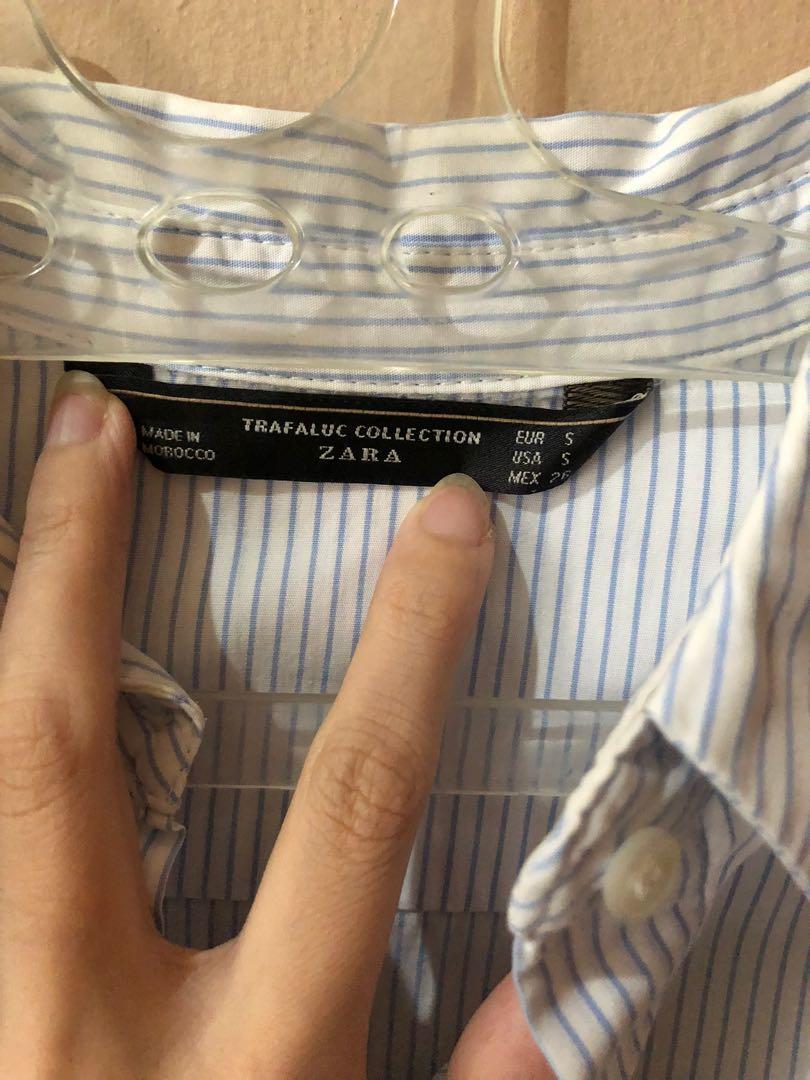 MADE IN
MOROCCO
TRAFALUC COLLECTION
ZARA
EUR S
USA S
MEX 26